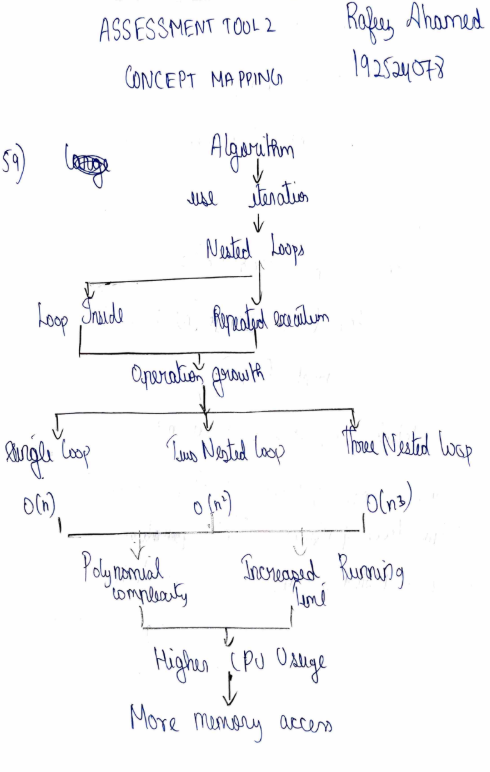 ASSESSMENT TOOL 2
Rafeez Ahamed
CONCEPT MAPPING
192524078
59)
Algorithm
use iteration
Nested Loops
Loop Inside
Repeated execution
Operation growth
Single Loop
Two Nested Loop
Three Nested Loop
O(n)
O(n²)
O(n³)
Polynomial complexity
Increased Running Time
Higher CPU Usage
More memory access